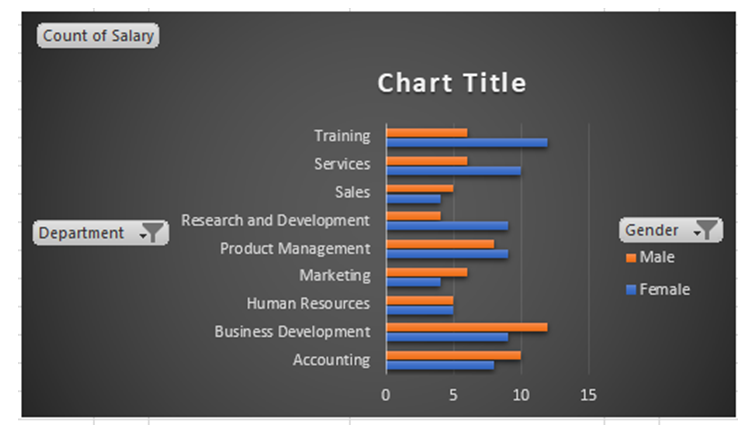 Count of Salary
Chart Title
Training
Services
Sales
Research and Development
Product Management
Marketing
Human Resources
Business Development
Accounting
0 5 10 15
Department
Gender
Male
Female